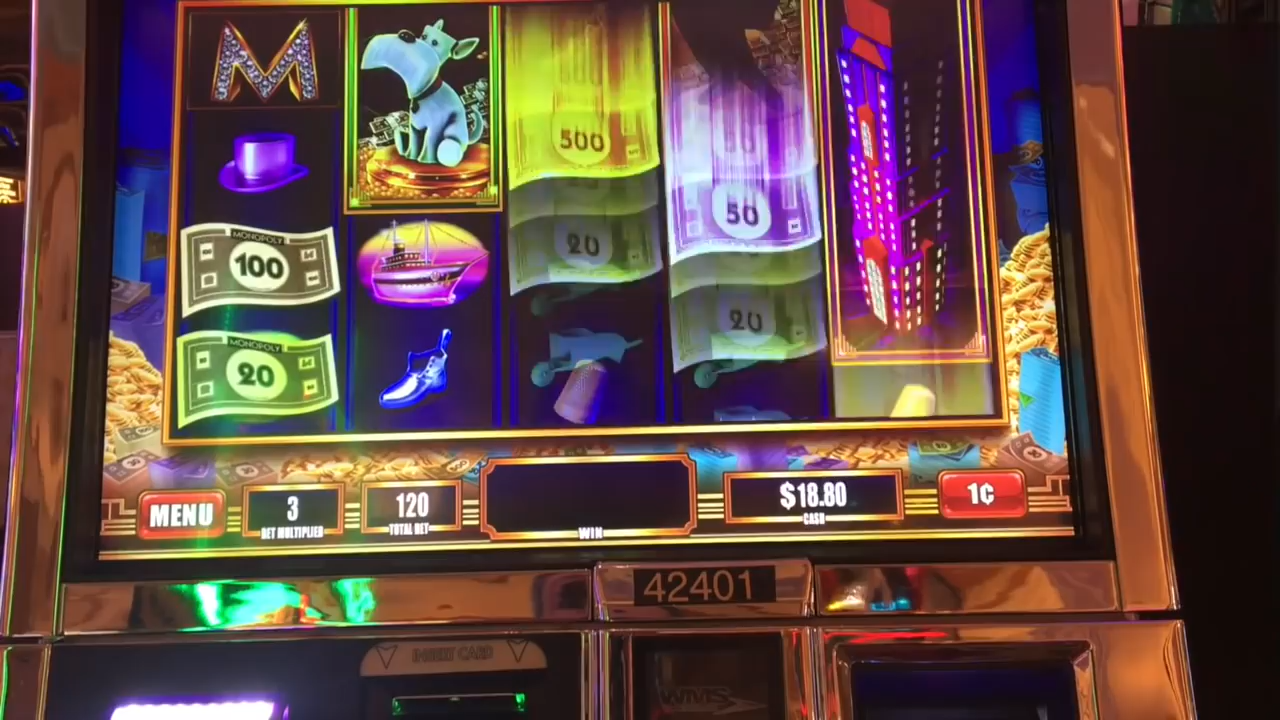 M
500
MONOPOLY
100
20
50
MONOPOLY
20
20
MENU
3
BET MULTIPLIER
120
TOTAL BET
WIN
$18.80
CASH
1¢
42401
INSERT CARD
WMS